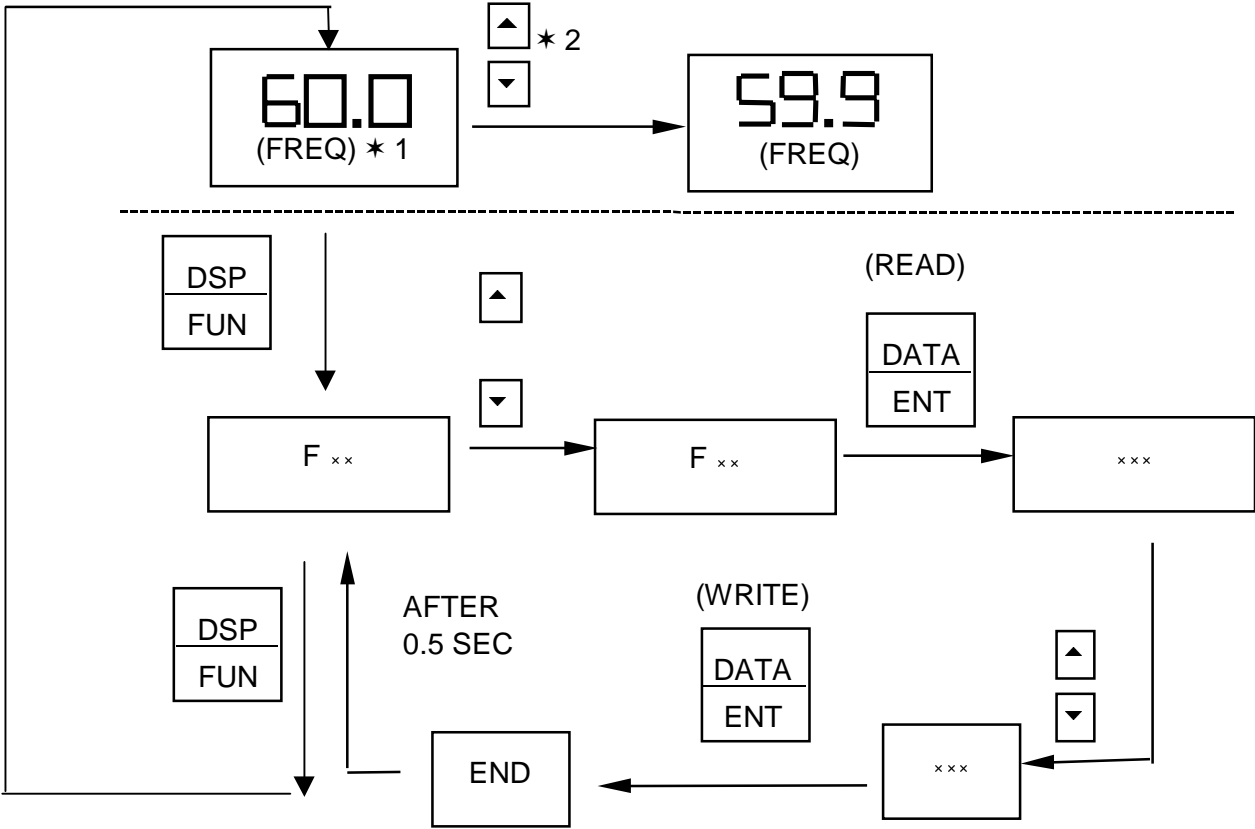 ✶ 2
60.0
(FREQ) ✶ 1
59.9
(FREQ)
DSP
FUN
(READ)
DATA
ENT
F ××
F ××
×××
DSP
FUN
AFTER
0.5 SEC
(WRITE)
DATA
ENT
END
×××